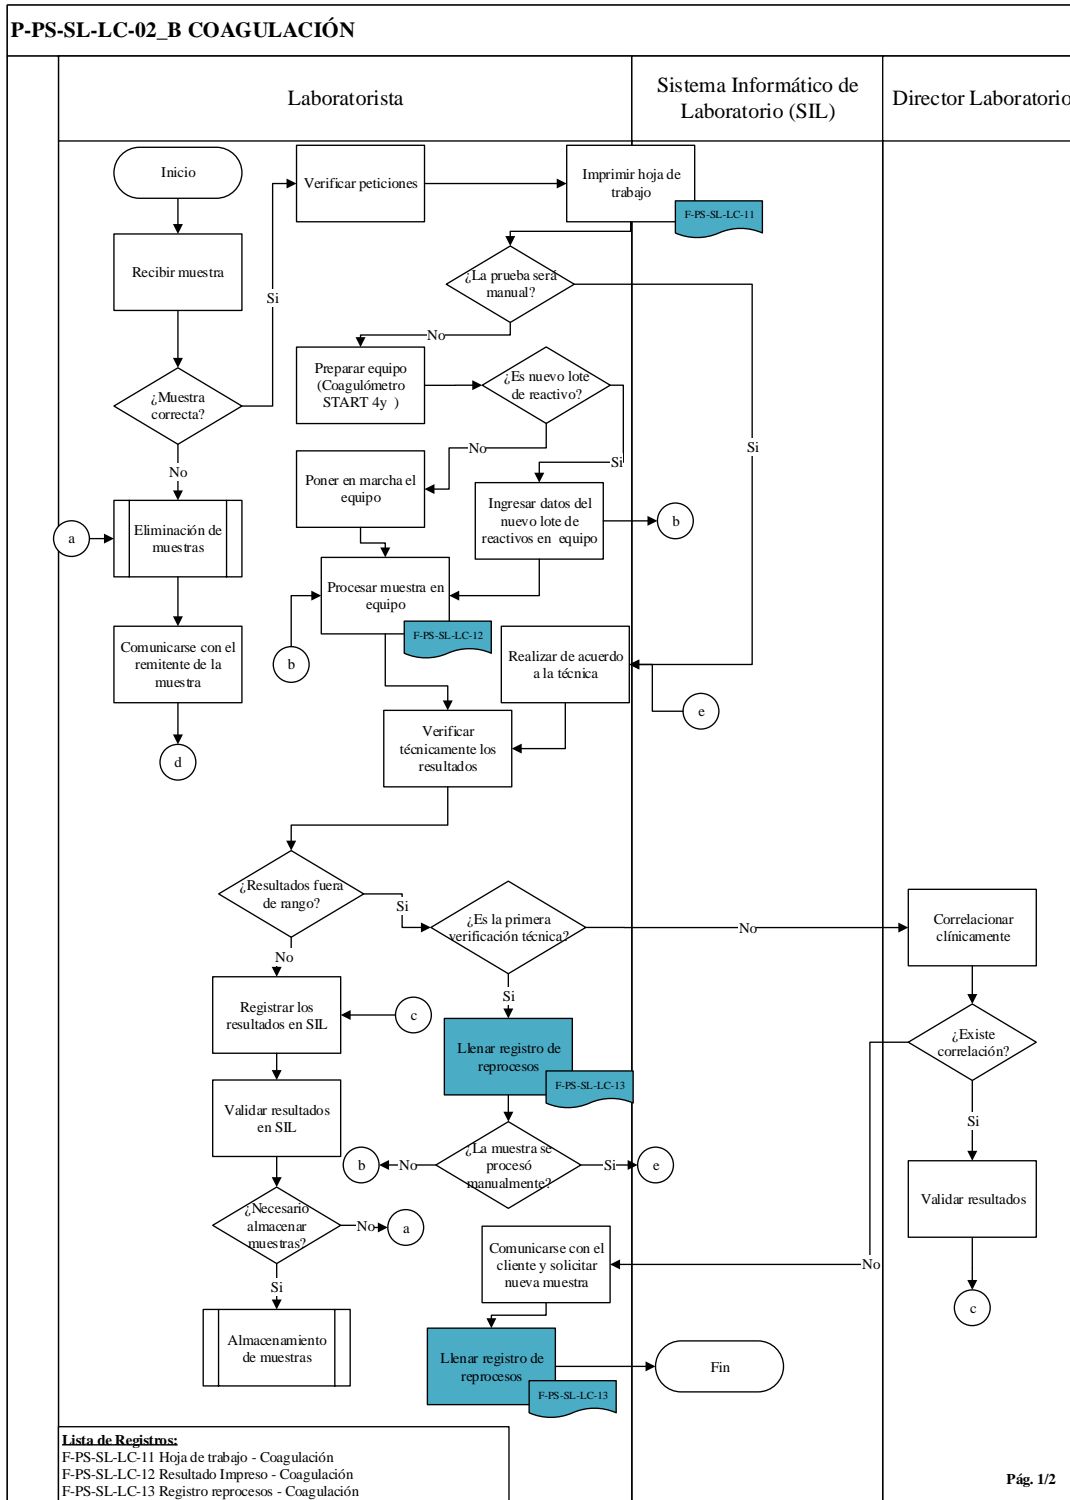 P-PS-SL-LC-02_B COAGULACIÓN
Laboratorista
Sistema Informático de
Laboratorio (SIL)
Director Laboratorio
Inicio
Verificar peticiones
Imprimir hoja de
trabajo
F-PS-SL-LC-11
Recibir muestra
Si
¿La prueba será
manual?
No
¿Muestra
correcta?
Preparar equipo
(Coagulómetro
START 4y )
¿Es nuevo lote
de reactivo?
Si
No
No
Si
Poner en marcha el
equipo
Ingresar datos del
nuevo lote de
reactivos en equipo
b
a
Eliminación de
muestras
Procesar muestra en
equipo
F-PS-SL-LC-12
Comunicarse con el
remitente de la
muestra
b
Realizar de acuerdo
a la técnica
e
d
Verificar
técnicamente los
resultados
¿Resultados fuera
de rango?
Si
¿Es la primera
verificación técnica?
No
Correlacionar
clínicamente
No
Si
Registrar los
resultados en SIL
c
Llenar registro de
reprocesos
F-PS-SL-LC-13
¿Existe
correlación?
Validar resultados
en SIL
Si
b
No
¿La muestra se
procesó
manualmente?
Si
e
Validar resultados
¿Necesario
almacenar
muestras?
No
a
Comunicarse con el
cliente y solicitar
nueva muestra
No
Si
c
Almacenamiento
de muestras
Llenar registro de
reprocesos
F-PS-SL-LC-13
Fin
Lista de Registros:
F-PS-SL-LC-11 Hoja de trabajo - Coagulación
F-PS-SL-LC-12 Resultado Impreso - Coagulación
F-PS-SL-LC-13 Registro reprocesos - Coagulación
Pág. 1/2